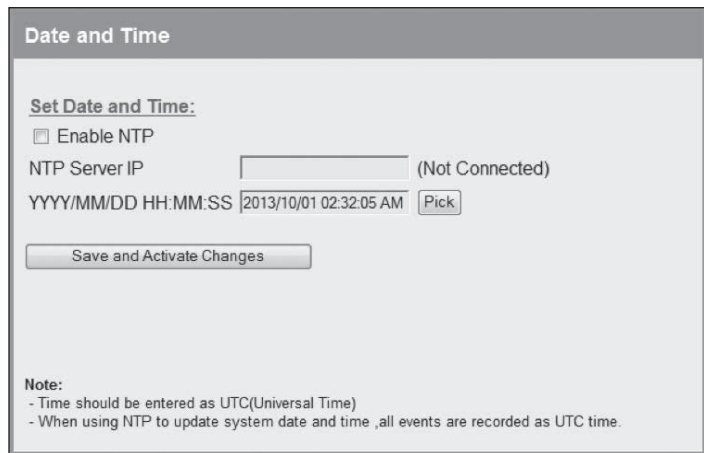 Date and Time
Set Date and Time:
Enable NTP
NTP Server IP (Not Connected)
YYYY/MM/DD HH:MM:SS 2013/10/01 02:32:05 AM Pick
Save and Activate Changes
Note:
- Time should be entered as UTC(Universal Time)
- When using NTP to update system date and time ,all events are recorded as UTC time.